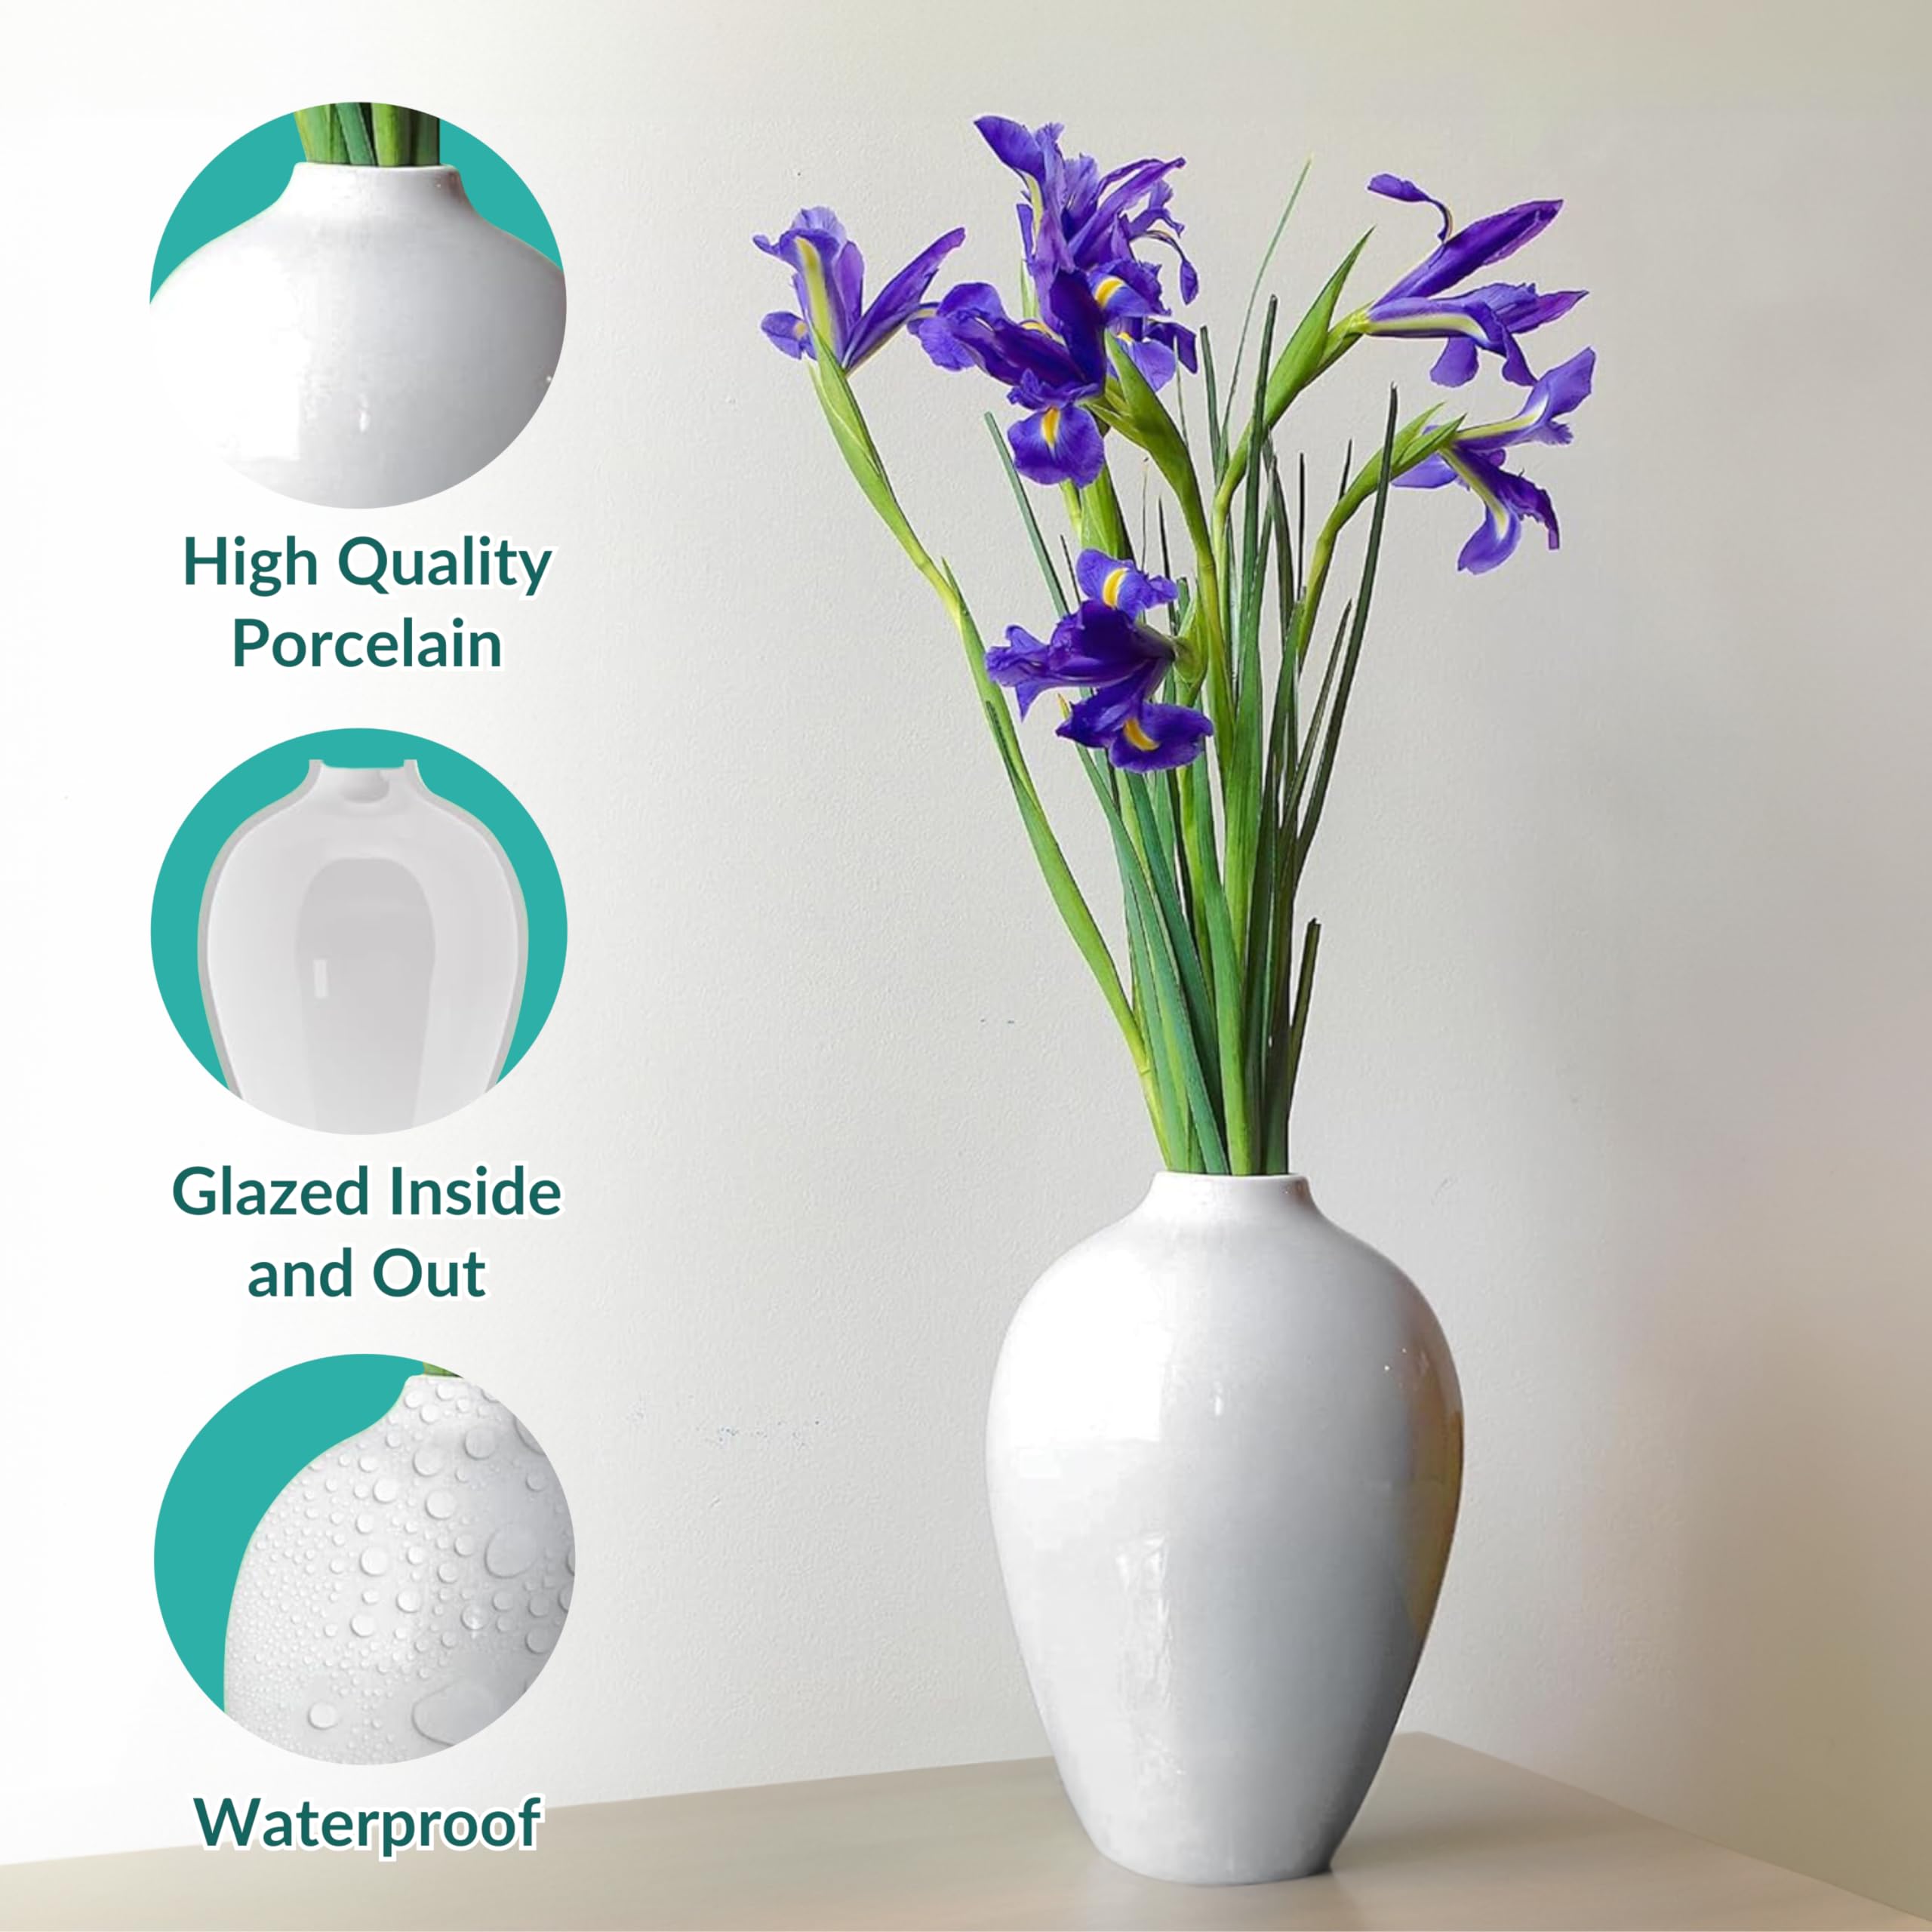 High Quality
Porcelain
Glazed Inside
and Out
Waterproof